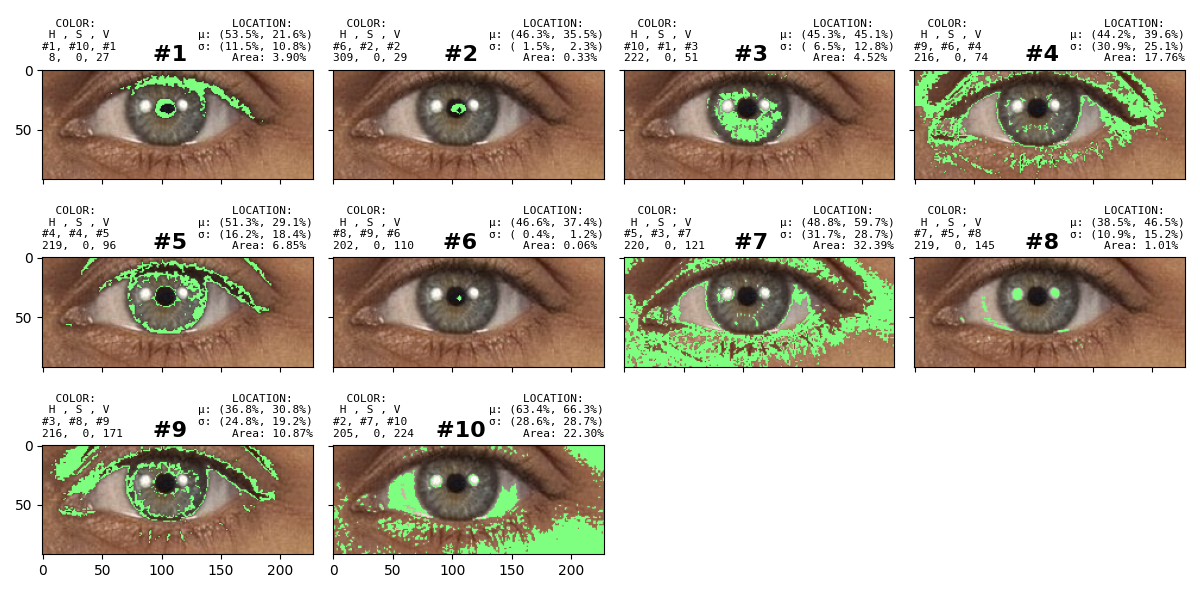 COLOR: LOCATION: COLOR: LOCATION: COLOR: LOCATION: COLOR: LOCATION:
H , S , V μ: (53.5%, 21.6%) H , S , V μ: (46.3%, 35.5%) H , S , V μ: (45.3%, 45.1%) H , S , V μ: (44.2%, 39.6%)
#1, #10, #1 #1 σ: (11.5%, 10.8%) #6, #2, #2 #2 σ: ( 1.5%, 2.3%) #10, #1, #3 #3 σ: ( 6.5%, 12.8%) #9, #6, #4 #4 σ: (30.9%, 25.1%)
8, 0, 27 Area: 3.90% 309, 0, 29 Area: 0.33% 222, 0, 51 Area: 4.52% 216, 0, 74 Area: 17.76%
0
50
COLOR: LOCATION: COLOR: LOCATION: COLOR: LOCATION: COLOR: LOCATION:
H , S , V μ: (51.3%, 29.1%) H , S , V μ: (46.6%, 37.4%) H , S , V μ: (48.8%, 59.7%) H , S , V μ: (38.5%, 46.5%)
#4, #4, #5 #5 σ: (16.2%, 18.4%) #8, #9, #6 #6 σ: ( 0.4%, 1.2%) #5, #3, #7 #7 σ: (31.7%, 28.7%) #7, #5, #8 #8 σ: (10.9%, 15.2%)
219, 0, 96 Area: 6.85% 202, 0, 110 Area: 0.06% 220, 0, 121 Area: 32.39% 219, 0, 145 Area: 1.01%
0
50
COLOR: LOCATION: COLOR: LOCATION:
H , S , V μ: (36.8%, 30.8%) H , S , V μ: (63.4%, 66.3%)
#3, #8, #9 #9 σ: (24.8%, 19.2%) #2, #7, #10 #10 σ: (28.6%, 28.7%)
216, 0, 171 Area: 10.87% 205, 0, 224 Area: 22.30%
0
50
0 50 100 150 200 0 50 100 150 200